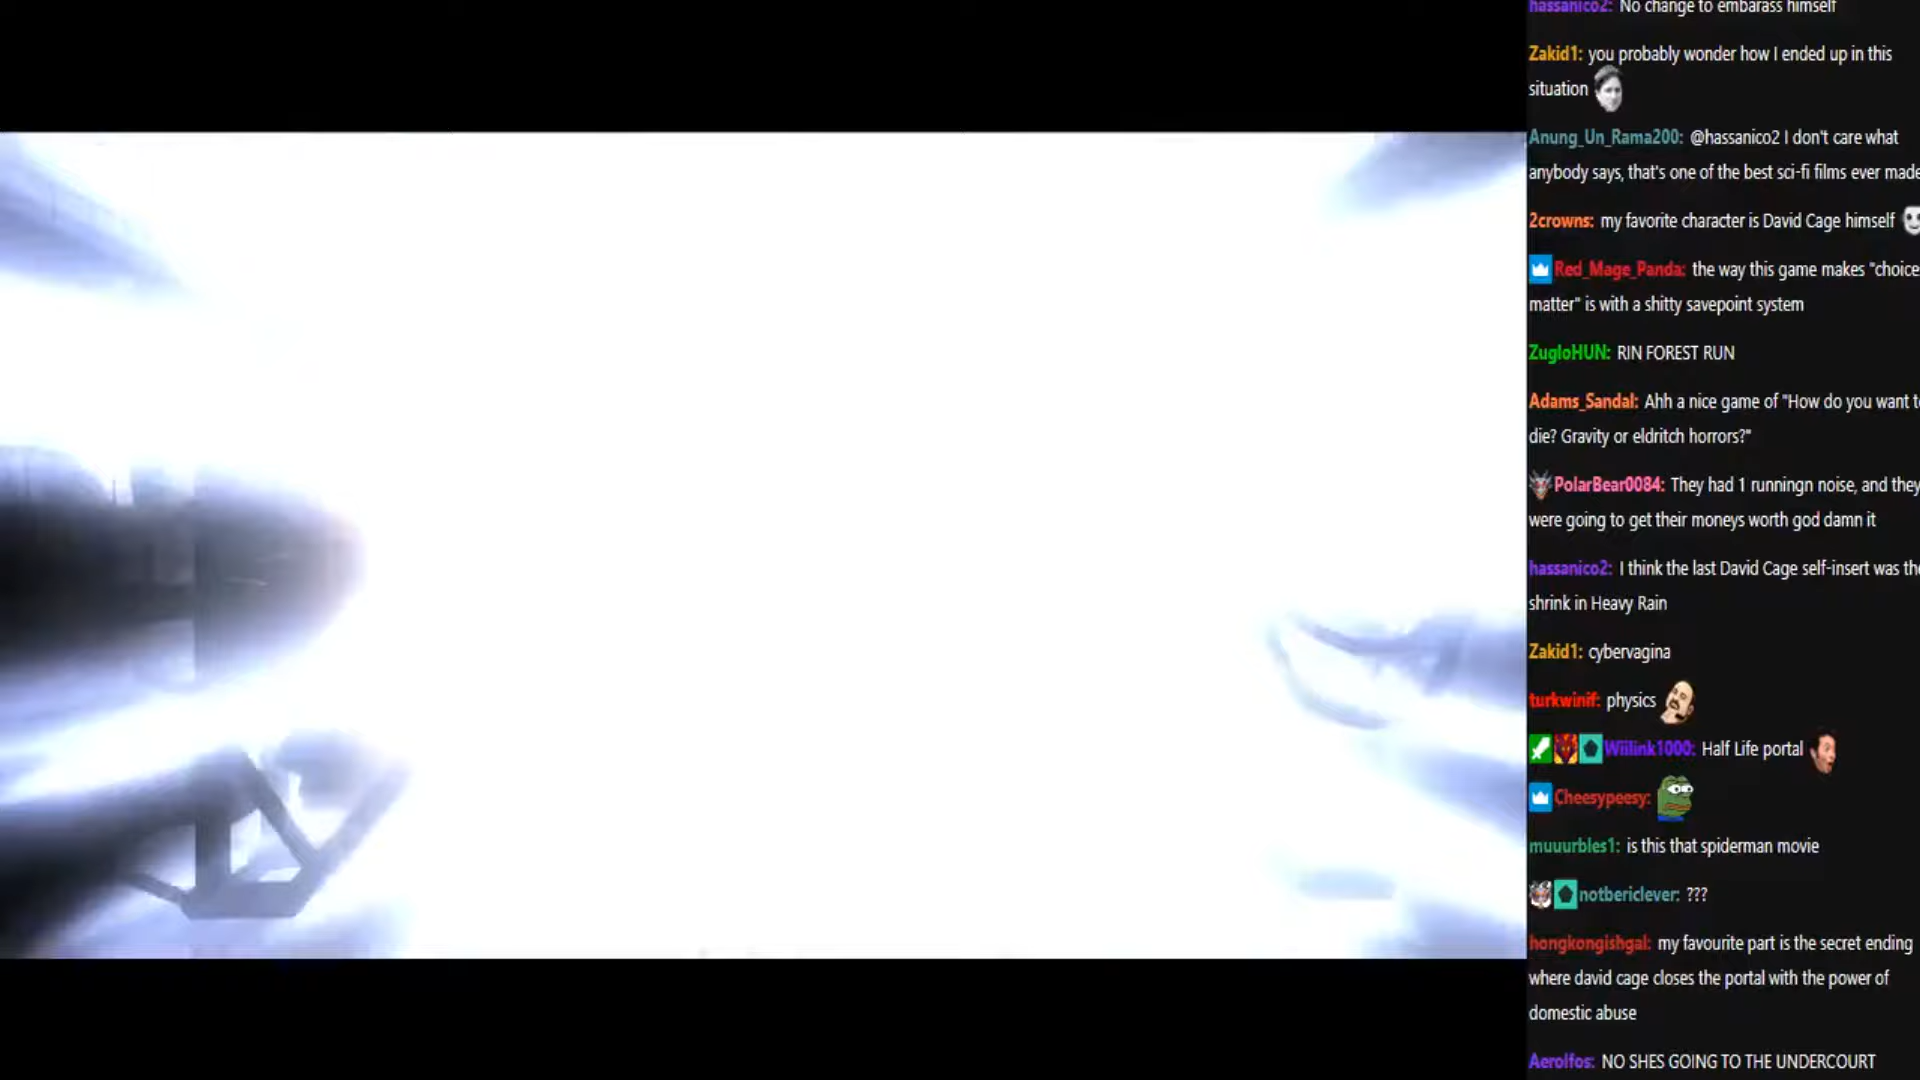 hassanico2: No change to embarass himself
Zakid1: you probably wonder how I ended up in this
situation
Anung_Un_Rama200: @hassanico2 I don't care what
anybody says, that's one of the best sci-fi films ever made
2crowns: my favorite character is David Cage himself
Red_Mage_Panda: the way this game makes "choice
matter" is with a shitty savepoint system
ZugloHUN: RIN FOREST RUN
Adams_Sandal: Ahh a nice game of "How do you want to
die? Gravity or eldritch horrors?"
PolarBear0084: They had 1 runningn noise, and they
were going to get their moneys worth god damn it
hassanico2: I think the last David Cage self-insert was the
shrink in Heavy Rain
Zakid1: cybervagina
turkwinif: physics
Wiilink1000: Half Life portal
Cheesypeesy:
muuurbles1: is this that spiderman movie
notbericlever: ???
hongkongishgal: my favourite part is the secret ending
where david cage closes the portal with the power of
domestic abuse
Aerolfos: NO SHES GOING TO THE UNDERCOURT